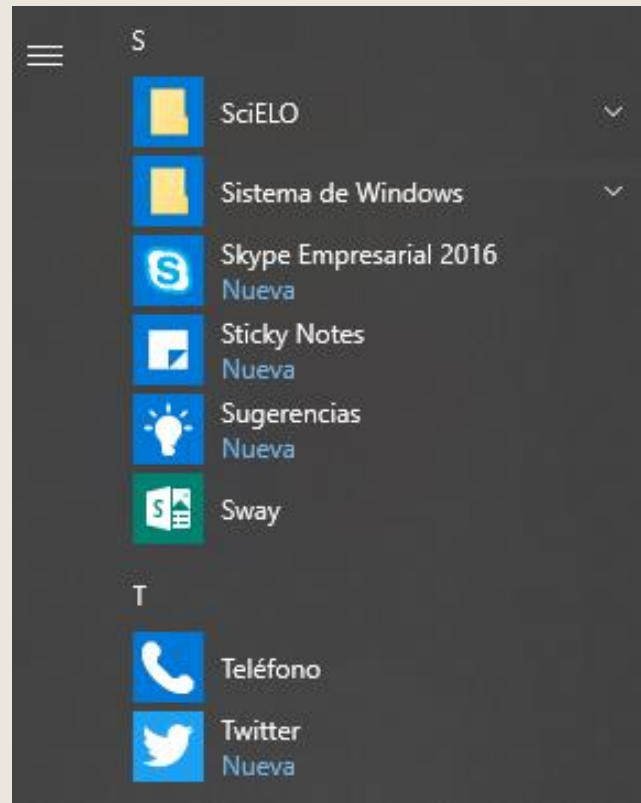 S
SciELO
Sistema de Windows
Skype Empresarial 2016
Nueva
Sticky Notes
Nueva
Sugerencias
Nueva
Sway
T
Teléfono
Twitter
Nueva